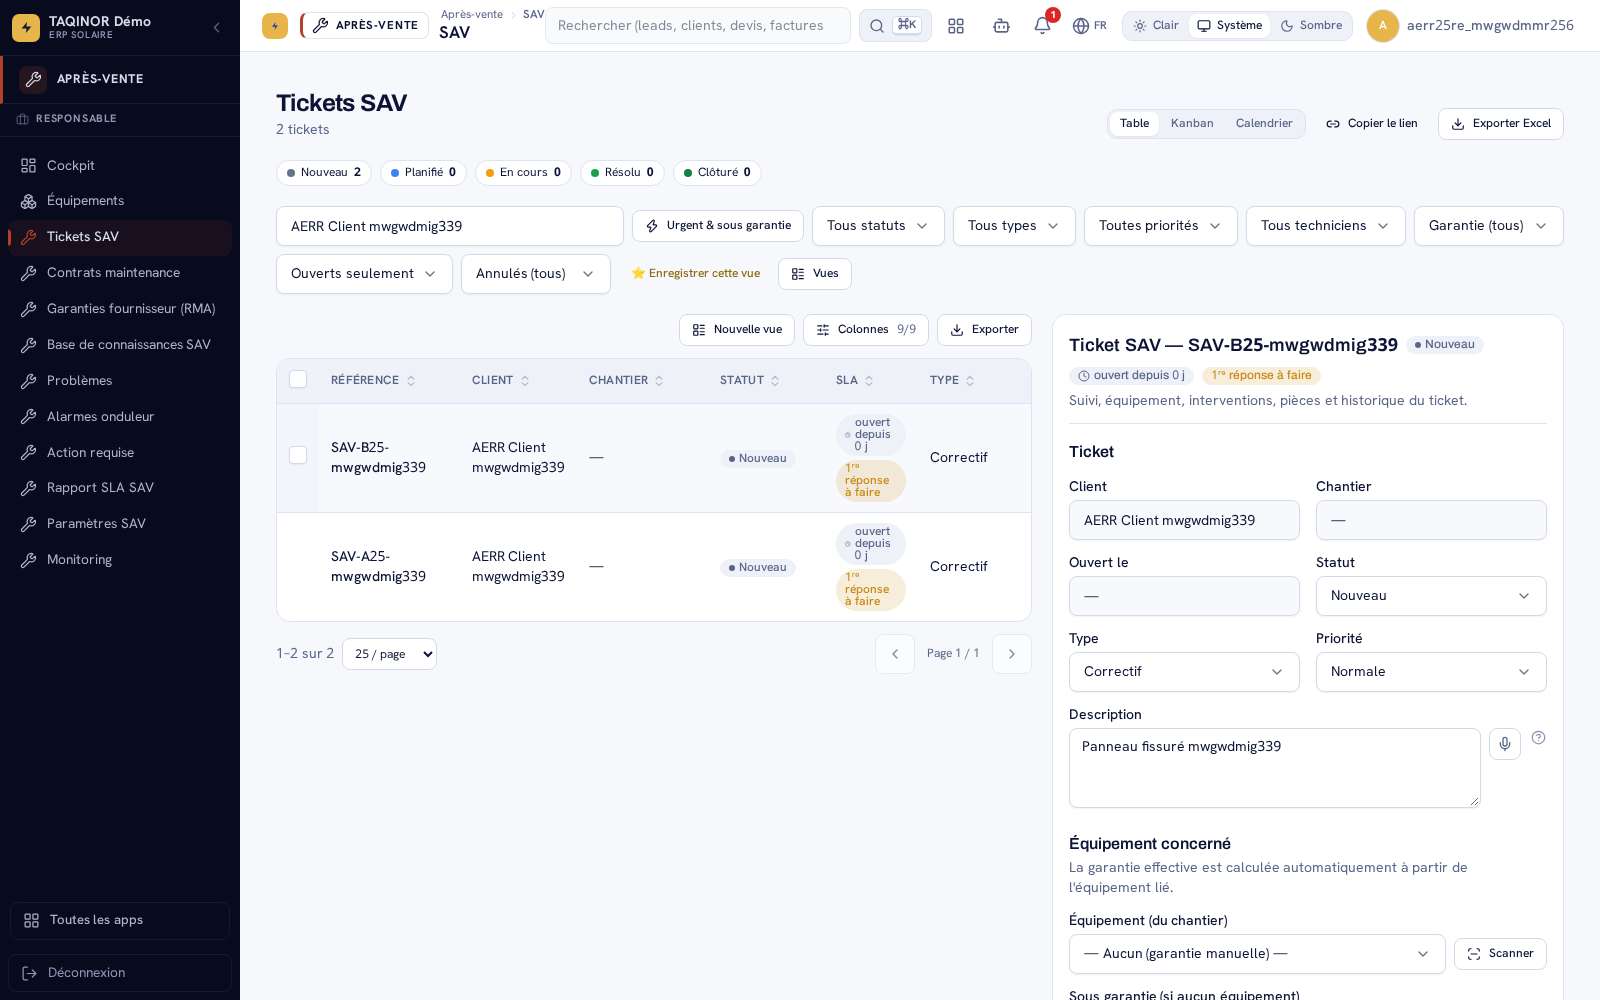 TAQINOR Démo
ERP SOLAIRE
APRÈS-VENTE
RESPONSABLE
Cockpit
Équipements
Tickets SAV
Contrats maintenance
Garanties fournisseur (RMA)
Base de connaissances SAV
Problèmes
Alarmes onduleur
Action requise
Rapport SLA SAV
Paramètres SAV
Monitoring
Toutes les apps
Déconnexion
APRÈS-VENTE
Après-vente
SAV
SAV
Rechercher (leads, clients, devis, factures
⌘K
1
FR
Clair
Système
Sombre
A
aerr25re_mwgwdmmr256
Tickets SAV
2 tickets
Table
Kanban
Calendrier
Copier le lien
Exporter Excel
Nouveau 2
Planifié 0
En cours 0
Résolu 0
Clôturé 0
AERR Client mwgwdmig339
Urgent & sous garantie
Tous statuts
Tous types
Toutes priorités
Tous techniciens
Garantie (tous)
Ouverts seulement
Annulés (tous)
⭐ Enregistrer cette vue
Vues
Nouvelle vue
Colonnes 9/9
Exporter
RÉFÉRENCE
CLIENT
CHANTIER
STATUT
SLA
TYPE
SAV-B25-
mwgwdmig339
AERR Client
mwgwdmig339
—
Nouveau
ouvert
depuis
0 j
1ʳᵉ
réponse
à faire
Correctif
SAV-A25-
mwgwdmig339
AERR Client
mwgwdmig339
—
Nouveau
ouvert
depuis
0 j
1ʳᵉ
réponse
à faire
Correctif
1–2 sur 2
25 / page
Page 1 / 1
Ticket SAV — SAV-B25-mwgwdmig339
Nouveau
ouvert depuis 0 j
1ʳᵉ réponse à faire
Suivi, équipement, interventions, pièces et historique du ticket.
Ticket
Client
Chantier
AERR Client mwgwdmig339
—
Ouvert le
Statut
—
Nouveau
Type
Priorité
Correctif
Normale
Description
Panneau fissuré mwgwdmig339
Équipement concerné
La garantie effective est calculée automatiquement à partir de
l'équipement lié.
Équipement (du chantier)
— Aucun (garantie manuelle) —
Scanner
Sous garantie (si aucun équipement)